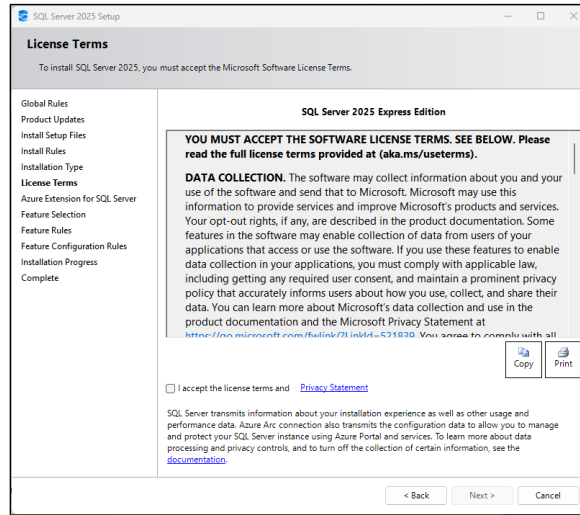 SQL Server 2025 Setup
License Terms
To install SQL Server 2025, you must accept the Microsoft Software License Terms.
Global Rules
Product Updates
Install Setup Files
Install Rules
Installation Type
License Terms
Azure Extension for SQL Server
Feature Selection
Feature Rules
Feature Configuration Rules
Installation Progress
Complete
SQL Server 2025 Express Edition
YOU MUST ACCEPT THE SOFTWARE LICENSE TERMS. SEE BELOW. Please
read the full license terms provided at (aka.ms/useterms).
DATA COLLECTION. The software may collect information about you and your
use of the software and send that to Microsoft. Microsoft may use this
information to provide services and improve Microsoft's products and services.
Your opt-out rights, if any, are described in the product documentation. Some
features in the software may enable collection of data from users of your
applications that access or use the software. If you use these features to enable
data collection in your applications, you must comply with applicable law,
including getting any required user consent, and maintain a prominent privacy
policy that accurately informs users about how you use, collect, and share their
data. You can learn more about Microsoft's data collection and use in the
product documentation and the Microsoft Privacy Statement at
https://go.microsoft.com/fwlink/?LinkId=521839. You agree to comply with all
Copy
Print
I accept the license terms and Privacy Statement
SQL Server transmits information about your installation experience as well as other usage and
performance data. Azure Arc connection also transmits the configuration data to allow you to manage
and protect your SQL Server instance using Azure Portal and services. To learn more about data
processing and privacy controls, and to turn off the collection of certain information, see the
documentation.
< Back
Next >
Cancel